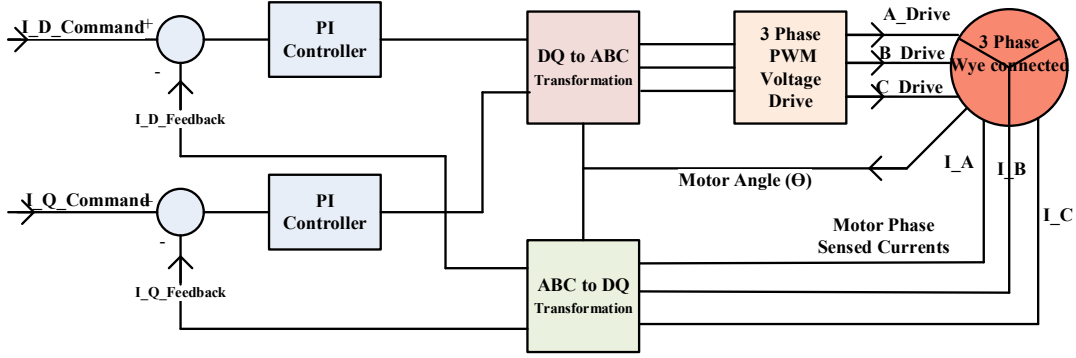 I_D_Command+
-
I_D_Feedback
PI
Controller
DQ to ABC
Transformation
3 Phase
PWM
Voltage
Drive
A_Drive
B_Drive
C_Drive
3 Phase
Wye connected
Motor Angle (Θ)
I_A
I_B
I_C
I_Q_Command+
-
I_Q_Feedback
PI
Controller
Motor Phase
Sensed Currents
ABC to DQ
Transformation